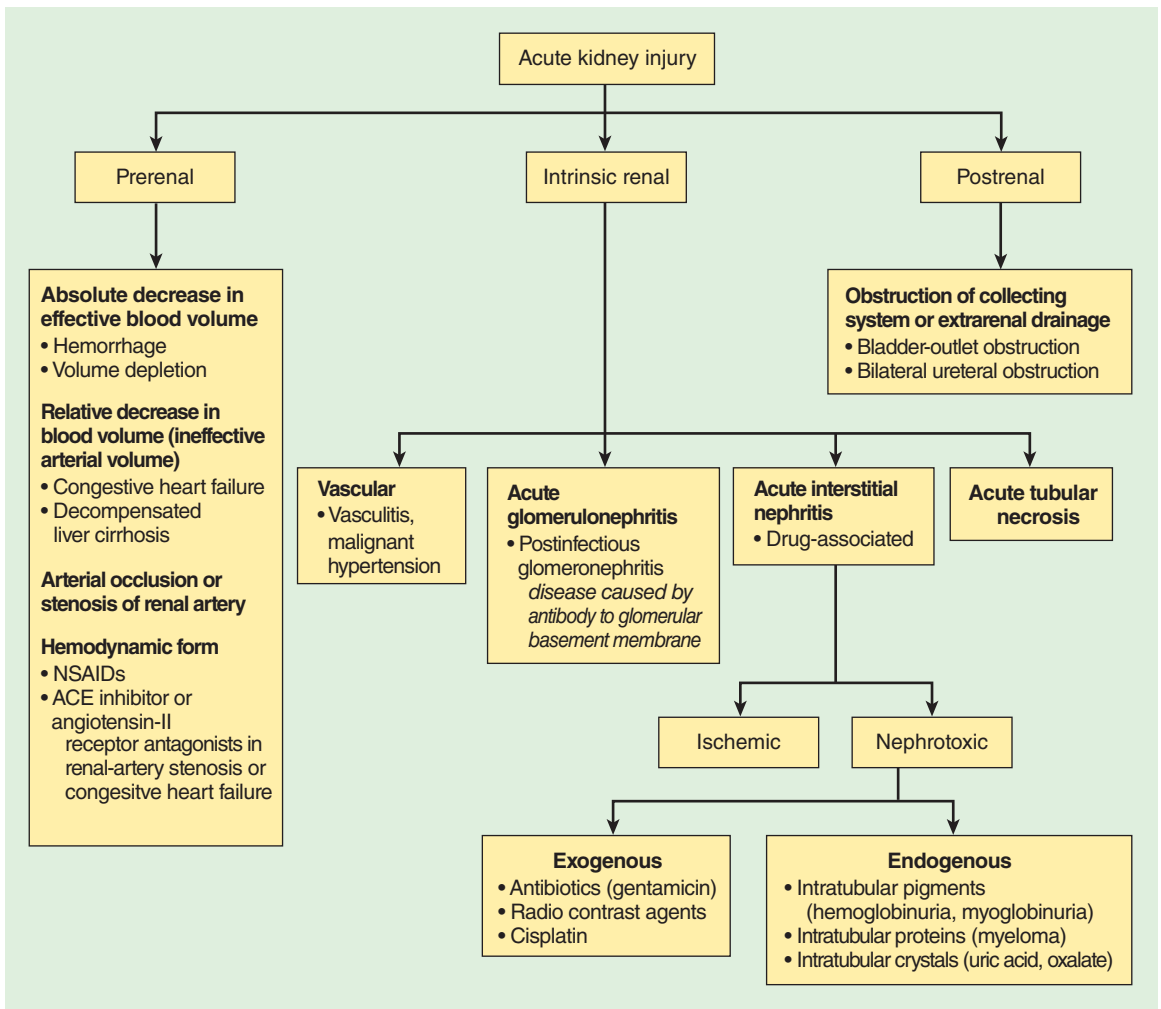 Acute kidney injury
Prerenal
Intrinsic renal
Postrenal
Absolute decrease in
effective blood volume
• Hemorrhage
• Volume depletion
Relative decrease in
blood volume (ineffective
arterial volume)
• Congestive heart failure
• Decompensated
liver cirrhosis
Arterial occlusion or
stenosis of renal artery
Hemodynamic form
• NSAIDs
• ACE inhibitor or
angiotensin-II
receptor antagonists in
renal-artery stenosis or
congesitve heart failure
Obstruction of collecting
system or extrarenal drainage
• Bladder-outlet obstruction
• Bilateral ureteral obstruction
Vascular
• Vasculitis,
malignant
hypertension
Acute
glomerulonephritis
• Postinfectious
glomeronephritis
disease caused by
antibody to glomerular
basement membrane
Acute interstitial
nephritis
• Drug-associated
Acute tubular
necrosis
Ischemic
Nephrotoxic
Exogenous
• Antibiotics (gentamicin)
• Radio contrast agents
• Cisplatin
Endogenous
• Intratubular pigments
(hemoglobinuria, myoglobinuria)
• Intratubular proteins (myeloma)
• Intratubular crystals (uric acid, oxalate)